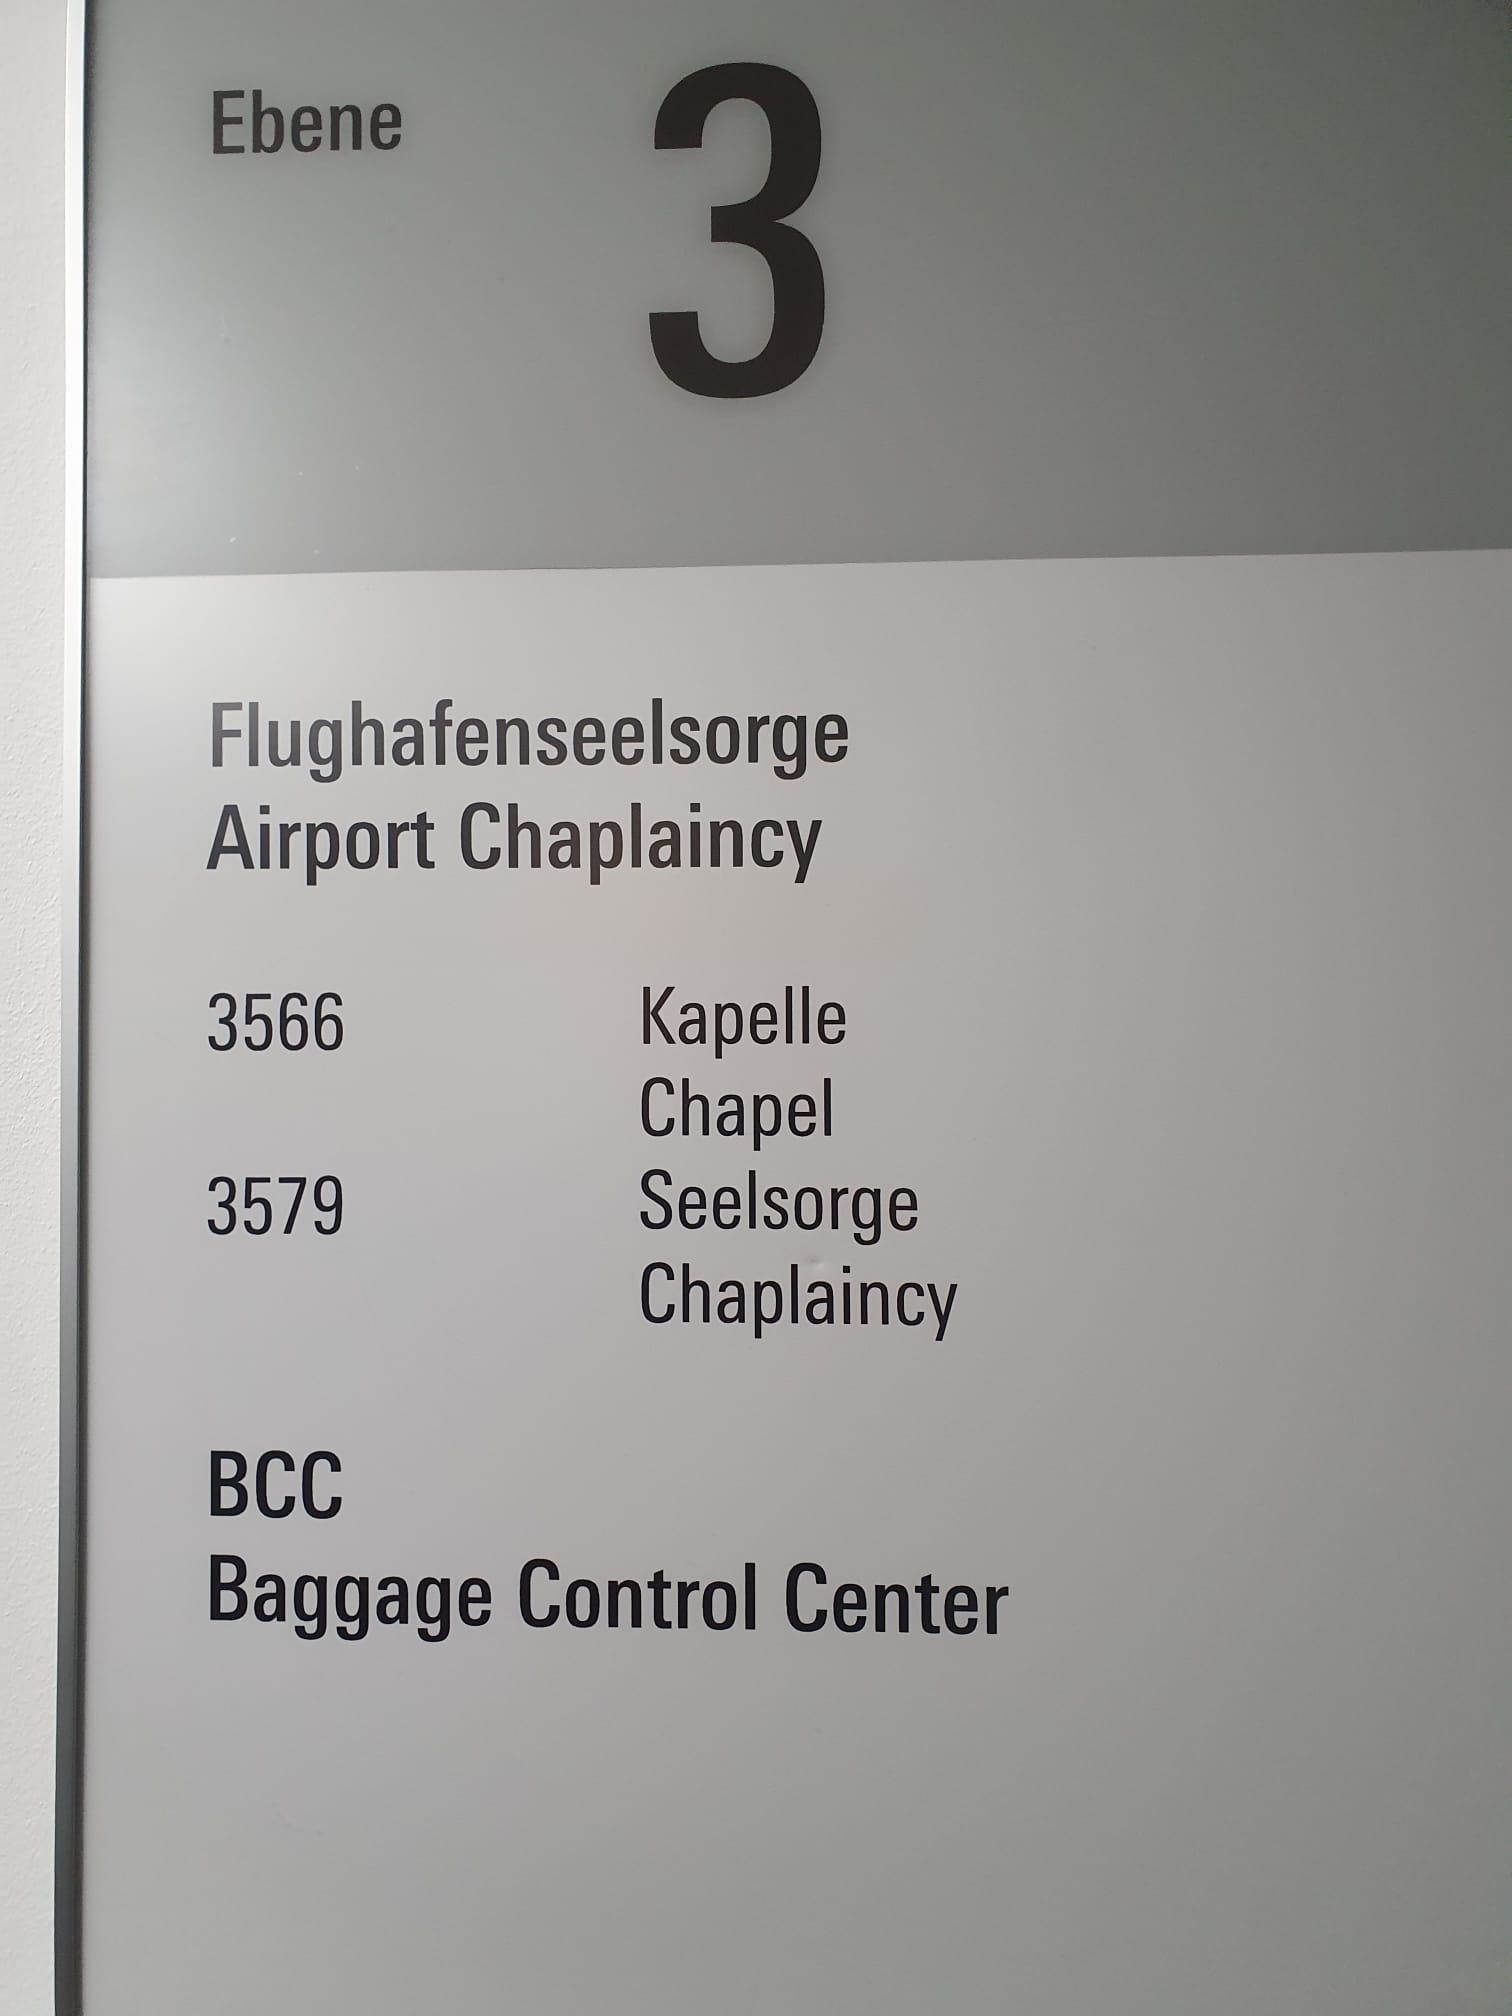 Ebene 3
Flughafenseelsorge
Airport Chaplaincy
3566 Kapelle
Chapel
3579 Seelsorge
Chaplaincy
BCC
Baggage Control Center